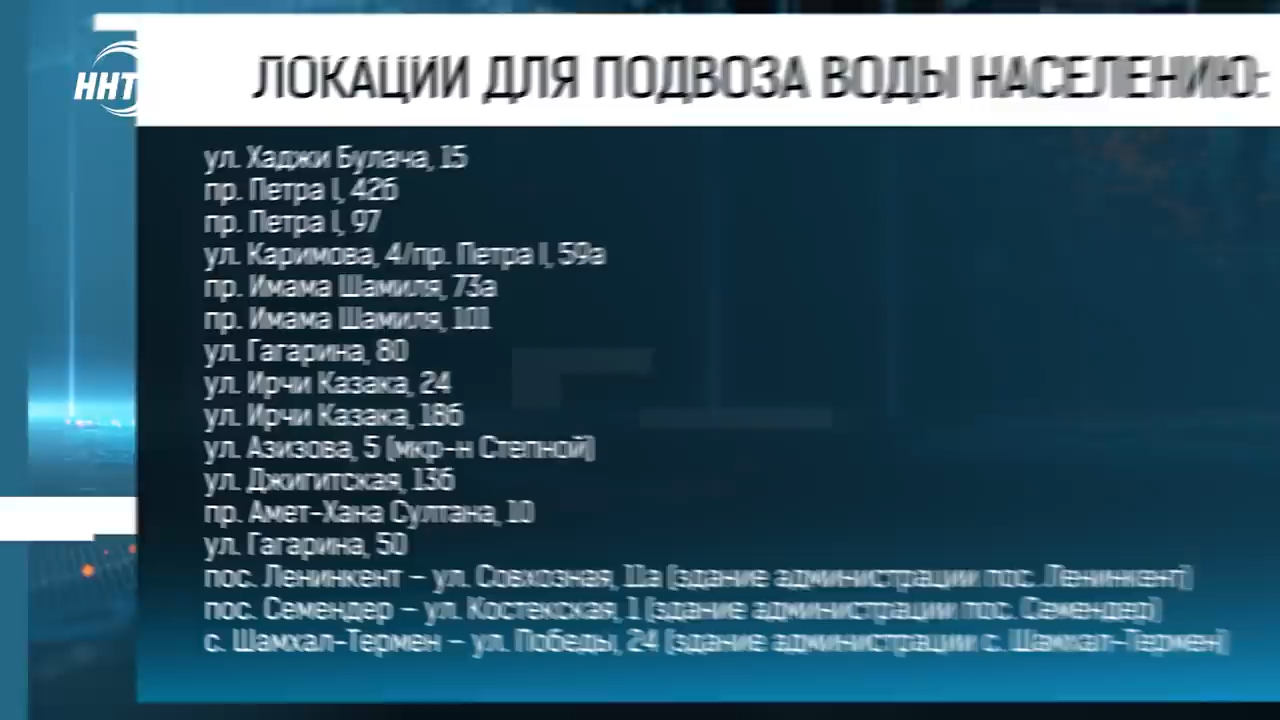 ННТ
ЛОКАЦИИ ДЛЯ ПОДВОЗА ВОДЫ НАСЕЛЕНИЮ:
ул. Хаджи Булача, 15
пр. Петра I, 42б
пр. Петра I, 97
ул. Каримова, 4/пр. Петра I, 59а
пр. Имама Шамиля, 73а
пр. Имама Шамиля, 101
ул. Гагарина, 80
ул. Ирчи Казака, 24
ул. Ирчи Казака, 18б
ул. Азизова, 5 (мкр-н Степной)
ул. Джигитская, 13б
пр. Амет-Хана Султана, 10
ул. Гагарина, 50
пос. Ленинкент – ул. Совхозная, 11а (здание администрации пос. Ленинкент)
пос. Семендер – ул. Костекская, 1 (здание администрации пос. Семендер)
с. Шамхал-Термен – ул. Победы, 24 (здание администрации с. Шамхал-Термен)